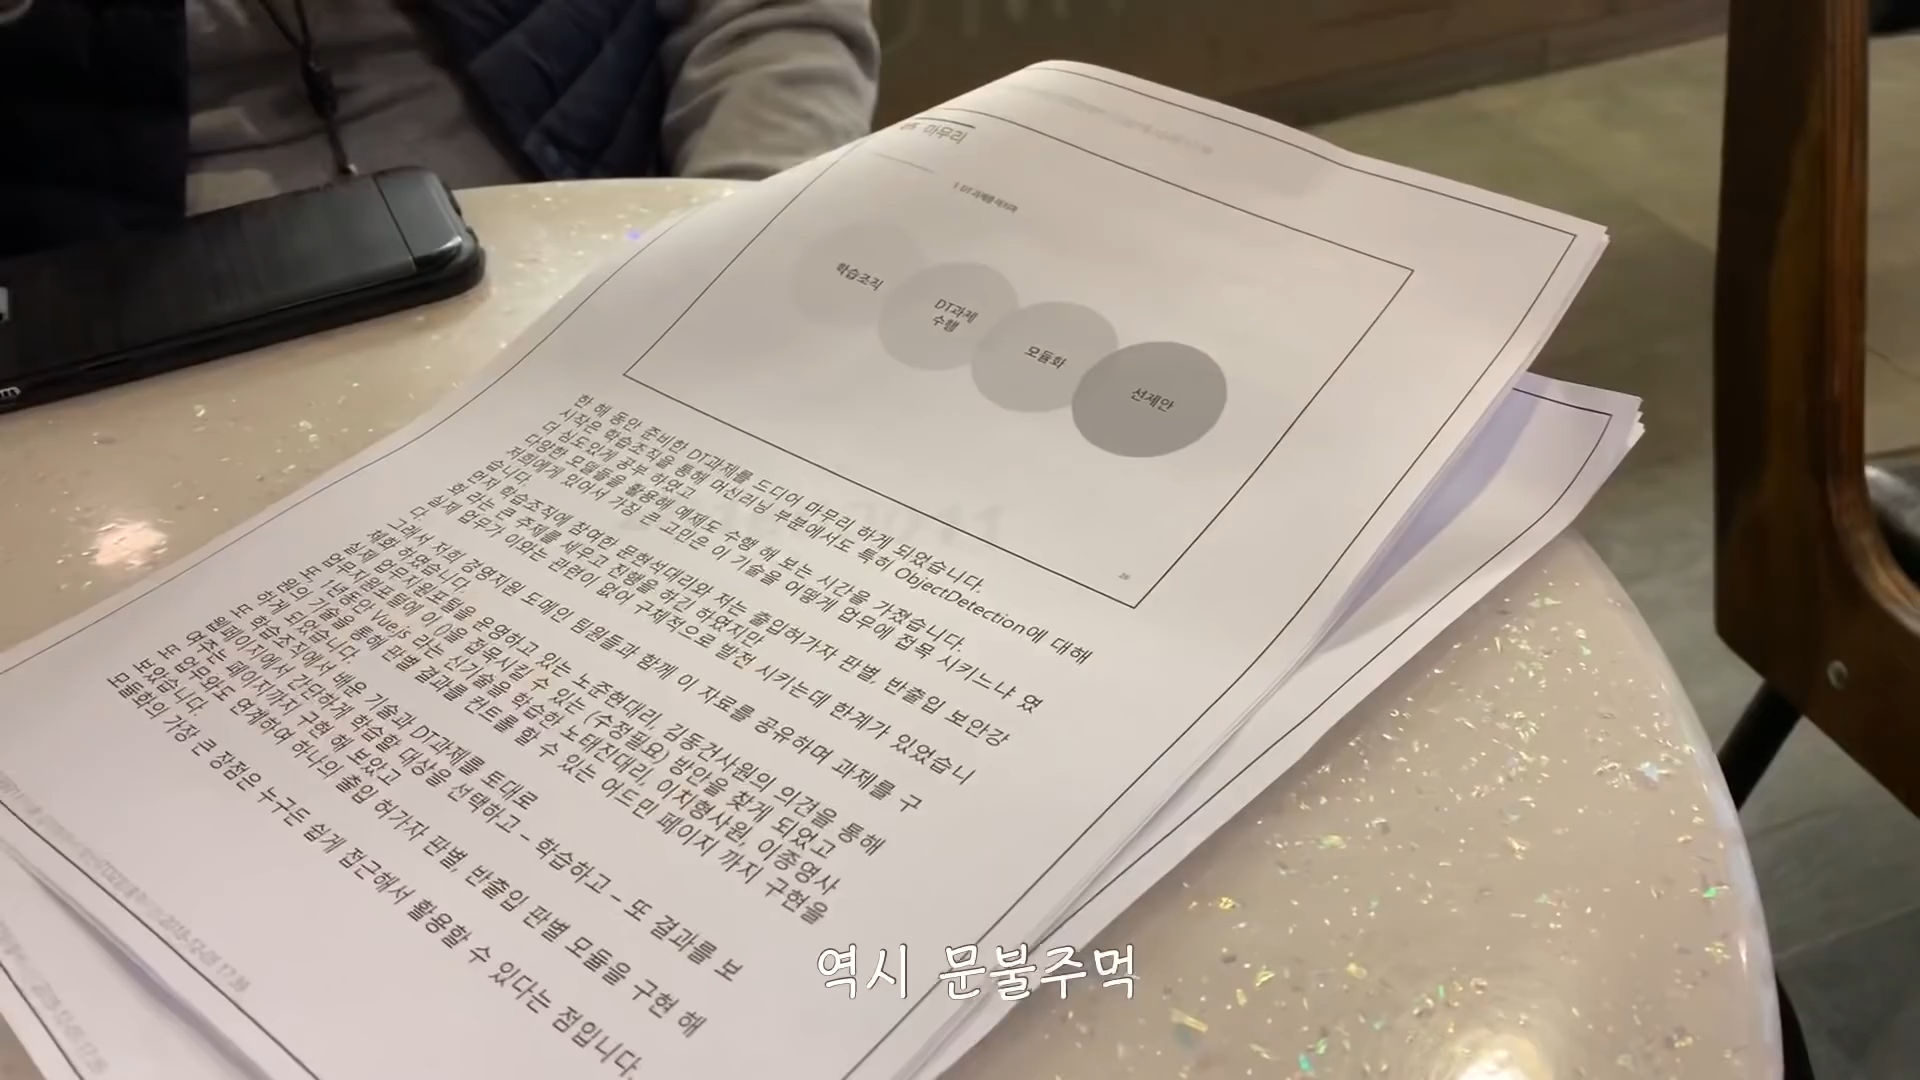 마무리
1. DT과제를 마치며
학습조직
DT과제
수행
모듈화
선제안
26
한 해 동안 준비한 DT과제를 드디어 마무리 하게 되었습니다.
시작은 학습조직을 통해 머신러닝 부분에서도 특히 ObjectDetection에 대해
더 심도있게 공부 하였고
다양한 모델들을 활용해 예제도 수행 해 보는 시간을 가졌습니다.
저희에게 있어서 가장 큰 고민은 이 기술을 어떻게 업무에 접목 시키느냐 였
습니다.
먼저 학습조직에 참여한 문현석대리와 저는 출입허가자 판별, 반출입 보안강
화 라는 큰 주제를 세우고 진행을 하긴 하였지만
실제 업무가 이와는 관련이 없어 구체적으로 발전 시키는데 한계가 있었습니
다.
그래서 저희 경영지원 도메인 팀원들과 함께 이 자료를 공유하며 과제를 구
체화 하였습니다.
실제 업무지원포털을 운영하고 있는 노준현대리, 김동건사원의 의견을 통해
업무지원포털에 이 ()을 접목시킬 수 있는 (수정필요) 방안을 찾게 되었고
또 1년동안 Vue.js 라는 신기술을 학습한 노태진대리, 이치형사원, 이종영사
원의 기술을 통해 판별 결과를 컨트롤 할 수 있는 어드민 페이지 까지 구현을
하게 되었습니다.
또 학습조직에서 배운 기술과 DT과제를 토대로
웹페이지에서 간단하게 학습할 대상을 선택하고 – 학습하고 – 또 결과를 보
여주는 페이지까지 구현 해 보았고
또 업무와도 연계하여 하나의 출입 허가자 판별, 반출입 판별 모듈을 구현 해
보았습니다.
모듈화의 가장 큰 장점은 누구든 쉽게 접근해서 활용할 수 있다는 점입니다.
역시 문불주먹